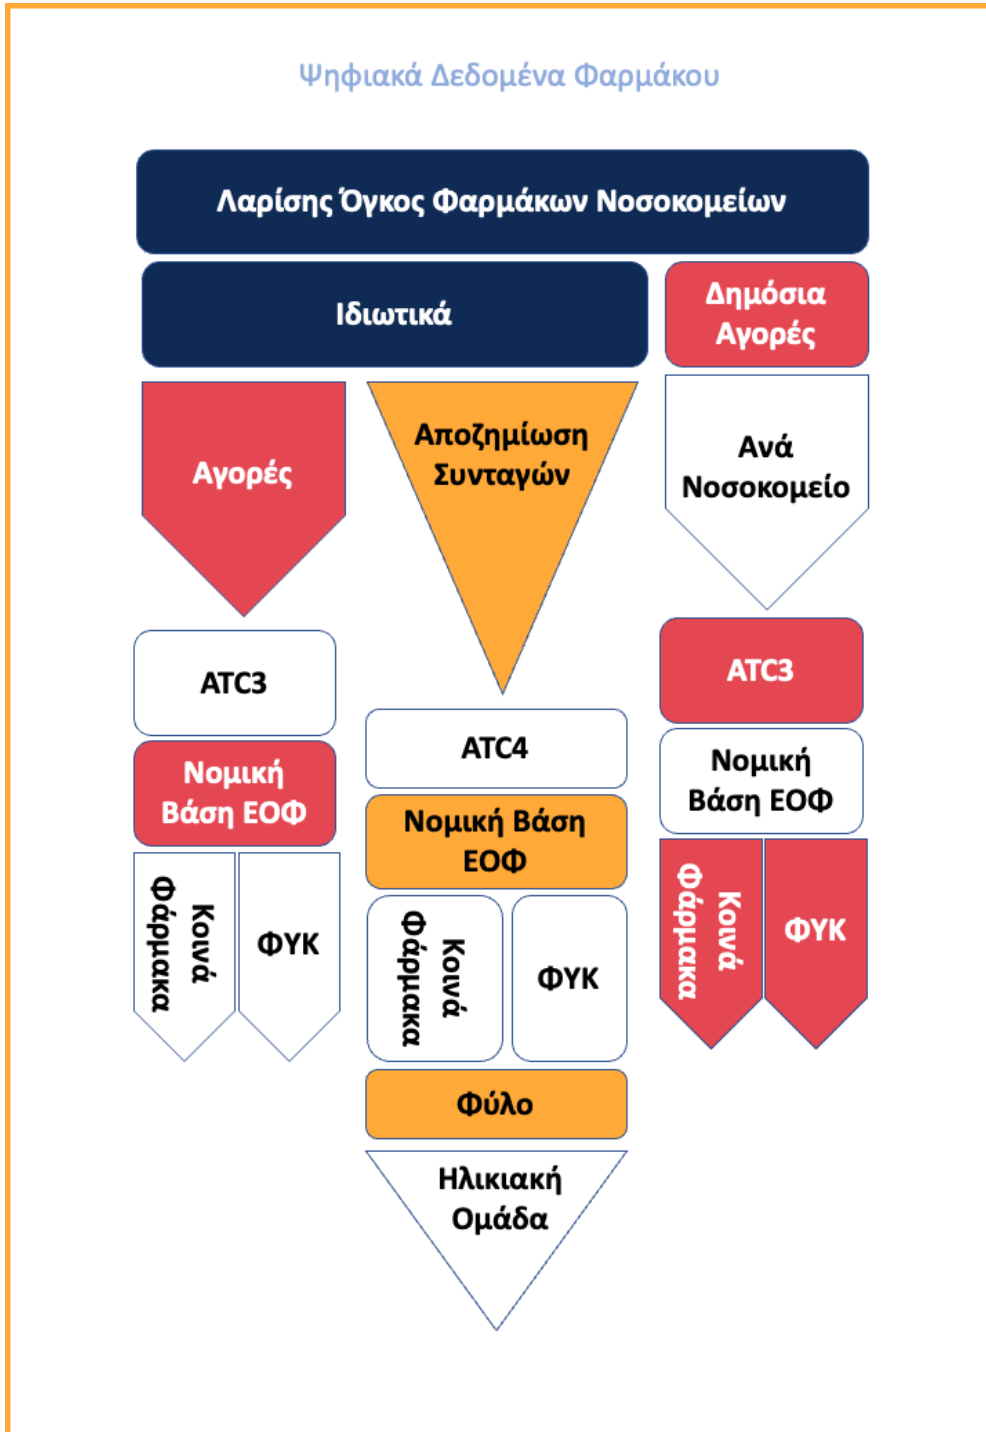 Ψηφιακά Δεδομένα Φαρμάκου
Λαρίσης Όγκος Φαρμάκων Νοσοκομείων
Ιδιωτικά
Δημόσια
Αγορές
Αγορές
Αποζημίωση
Συνταγών
Ανά
Νοσοκομείο
ATC3
Νομική
Βάση ΕΟΦ
Κοινά
Φάρμακα
ΦΥΚ
ATC4
Νομική Βάση
ΕΟΦ
Κοινά
Φάρμακα
ΦΥΚ
Φύλο
Ηλικιακή
Ομάδα
ATC3
Νομική
Βάση ΕΟΦ
Κοινά
Φάρμακα
ΦΥΚ